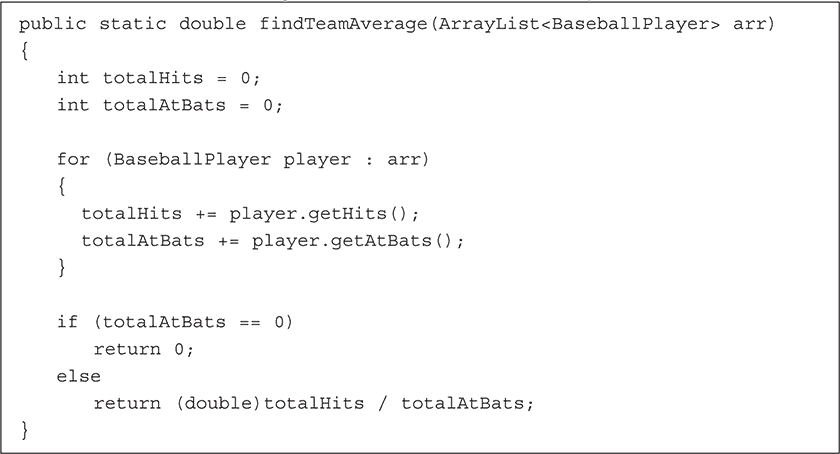 public static double findTeamAverage(ArrayList<BaseballPlayer> arr)
{
int totalHits = 0;
int totalAtBats = 0;
for (BaseballPlayer player : arr)
{
totalHits += player.getHits();
totalAtBats += player.getAtBats();
}
if (totalAtBats == 0)
return 0;
else
return (double)totalHits / totalAtBats;
}